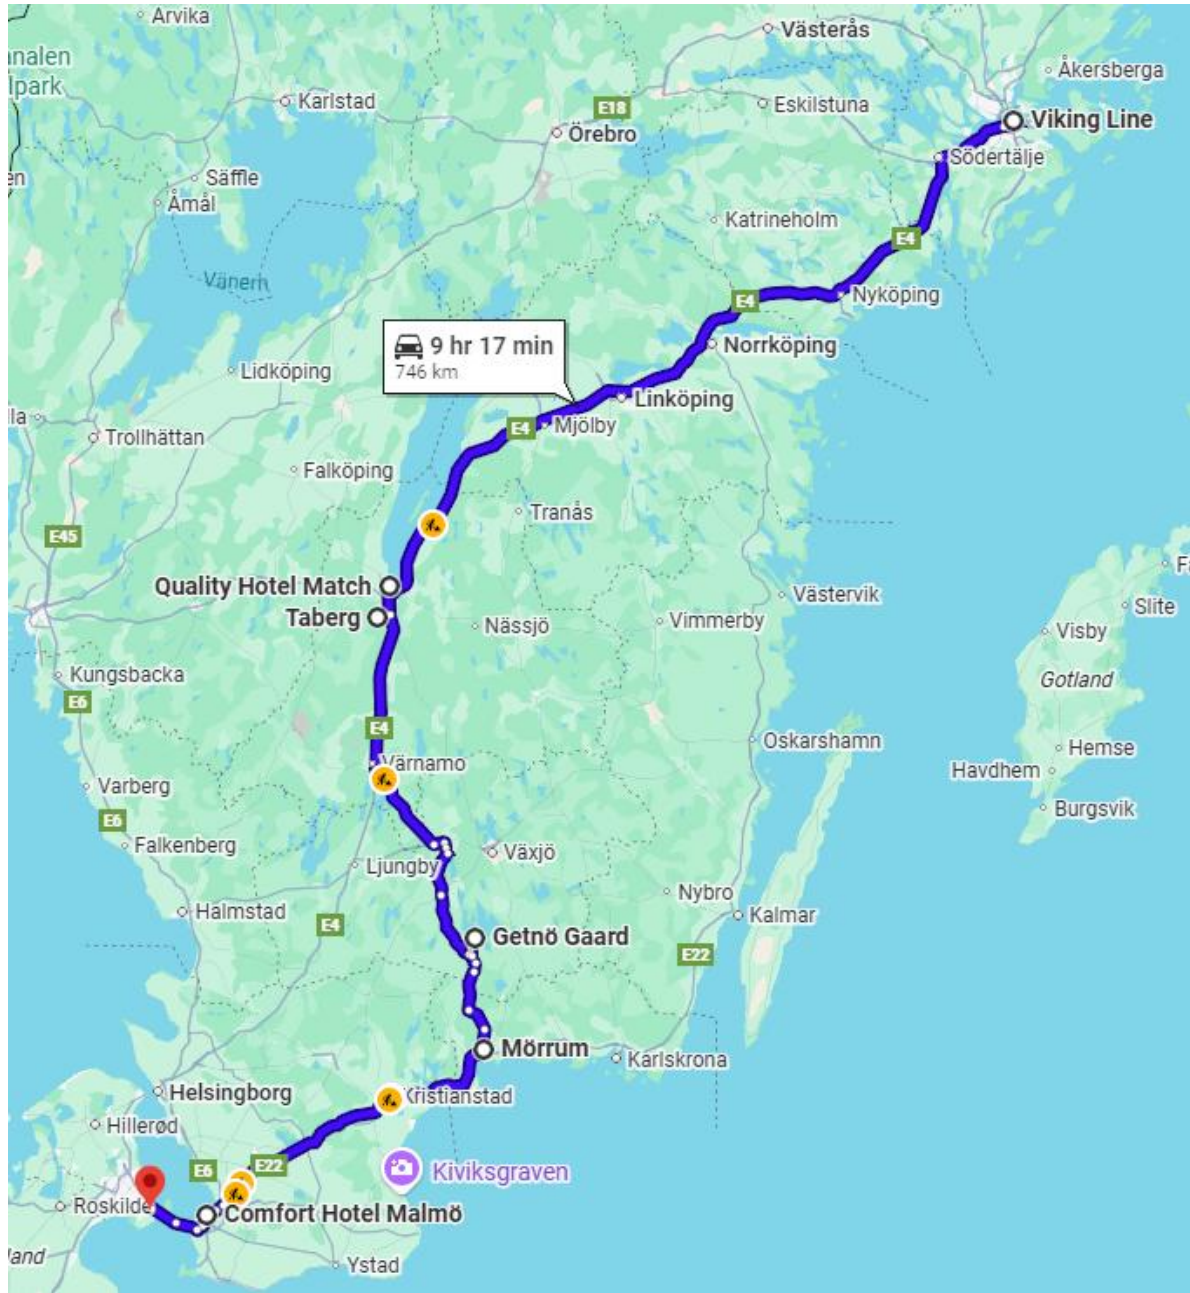 Arvika
Västerås
analen
lpark
Åkersberga
Karlstad
E18
Eskilstuna
Viking Line
Örebro
Södertälje
en
Säffle
Åmål
Katrineholm
E4
Vänern
Nyköping
E4
9 hr 17 min
746 km
Norrköping
Lidköping
Linköping
lla
E4
Mjölby
Trollhättan
Falköping
Tranås
E45
Quality Hotel Match
Västervik
Slite
Taberg
Nässjö
Vimmerby
Visby
Kungsbacka
Gotland
E6
E4
Oskarshamn
Hemse
Värnamo
Havdhem
Varberg
Burgsvik
E6
Falkenberg
Växjö
Ljungby
Nybro
Halmstad
Kalmar
E4
Getnö Gaard
E22
Mörrum
Karlskrona
Helsingborg
Kristianstad
Hillerød
E6
E22
Kiviksgraven
Roskilde
Comfort Hotel Malmö
land
Ystad